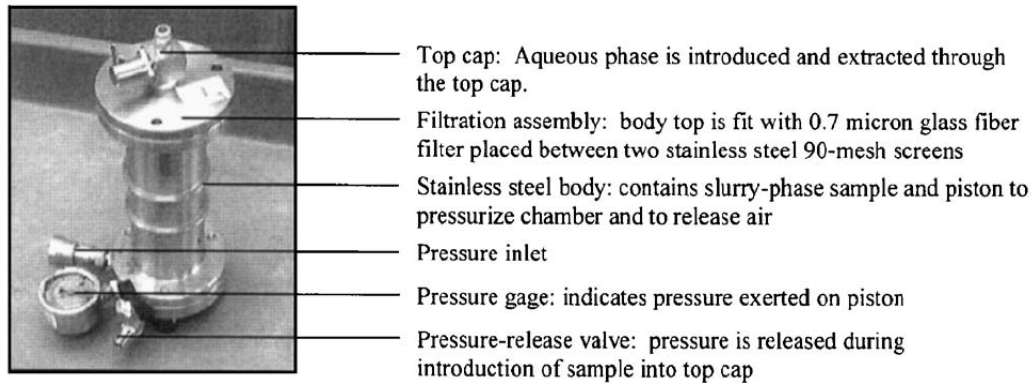 Top cap: Aqueous phase is introduced and extracted through
the top cap.
Filtration assembly: body top is fit with 0.7 micron glass fiber
filter placed between two stainless steel 90-mesh screens
Stainless steel body: contains slurry-phase sample and piston to
pressurize chamber and to release air
Pressure inlet
Pressure gage: indicates pressure exerted on piston
Pressure-release valve: pressure is released during
introduction of sample into top cap